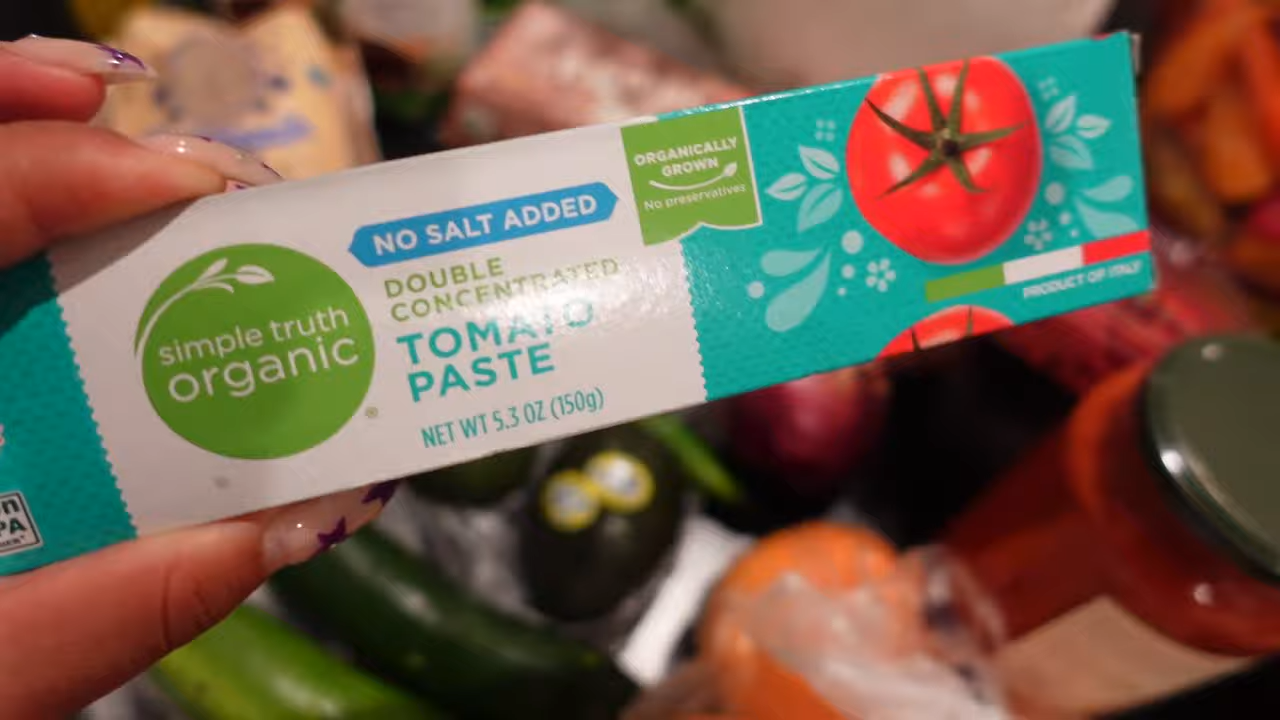 simple truth
organic
NO SALT ADDED
DOUBLE
CONCENTRATED
TOMATO
PASTE
NET WT 5.3 OZ (150g)
ORGANICALLY
GROWN
No preservatives
PRODUCT OF ITALY